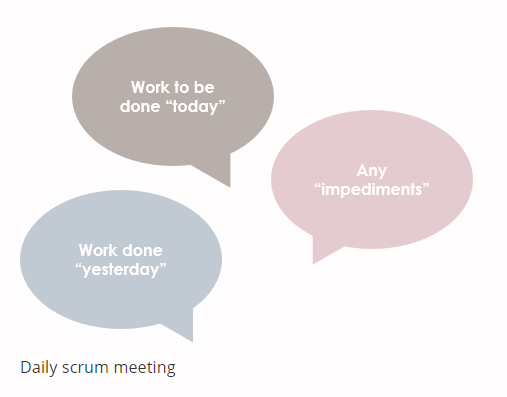 Work to be
done “today”
Any
“impediments”
Work done
“yesterday”
Daily scrum meeting